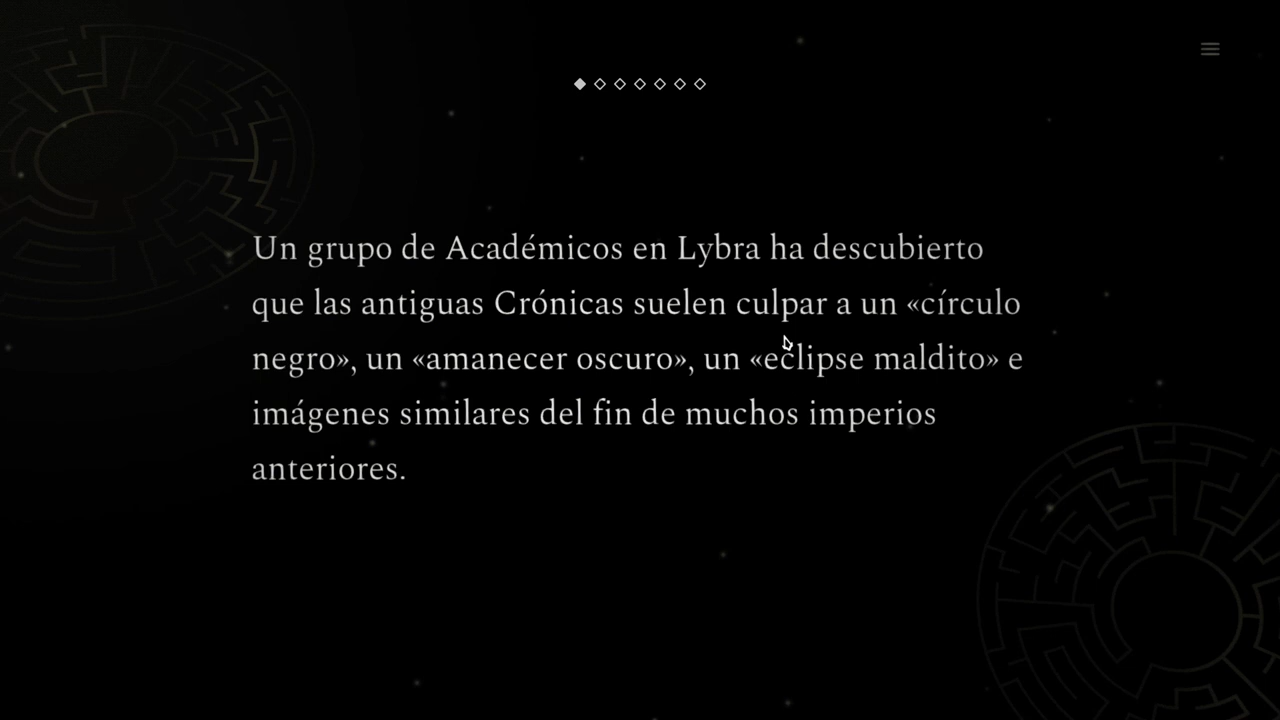 Un grupo de Académicos en Lybra ha descubierto
que las antiguas Crónicas suelen culpar a un «círculo
negro», un «amanecer oscuro», un «eclipse maldito» e
imágenes similares del fin de muchos imperios
anteriores.